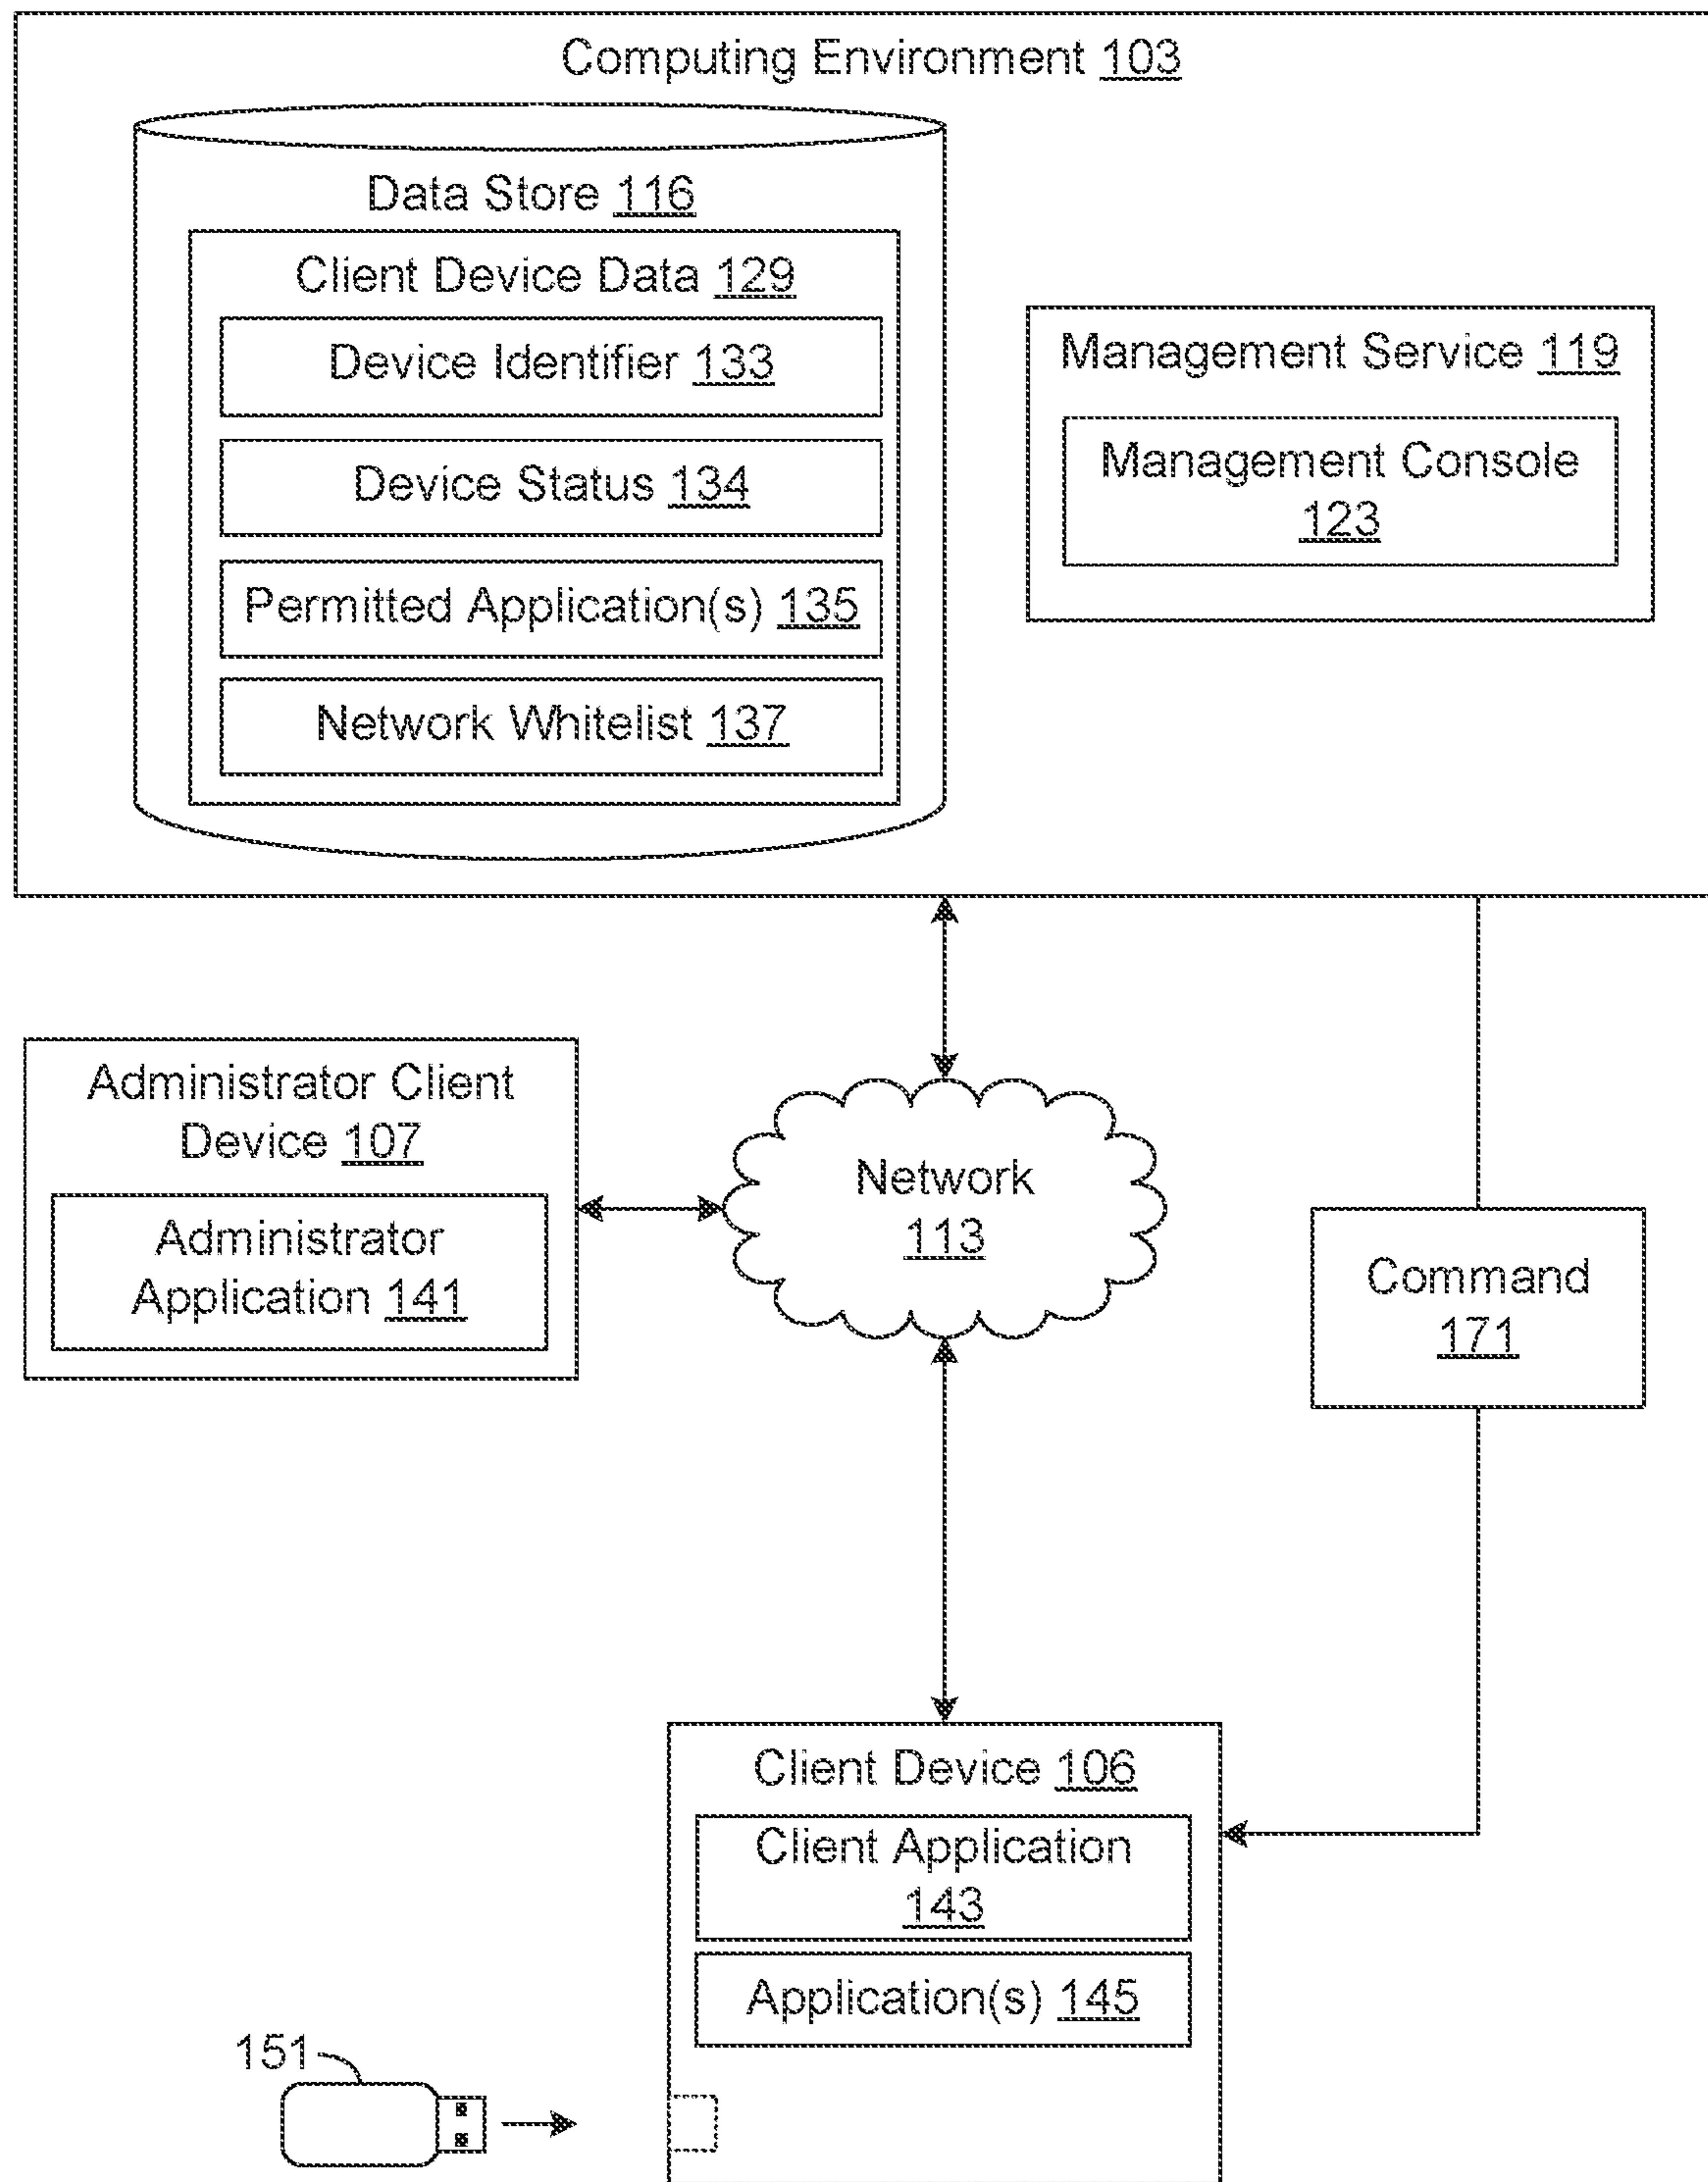 Computing Environment 103
Data Store 116
Client Device Data 129
Device Identifier 133
Device Status 134
Permitted Application(s) 135
Network Whitelist 137
Management Service 119
Management Console
123
Administrator Client
Device 107
Administrator
Application 141
Network
113
Command
171
Client Device 106
Client Application
143
Application(s) 145
151